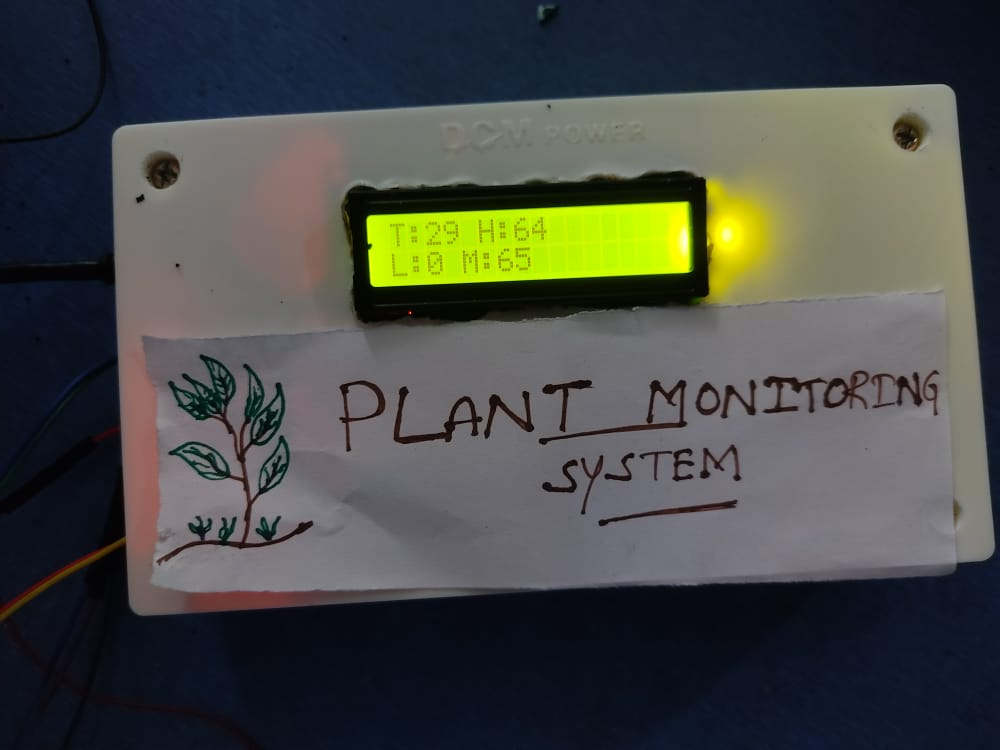 DCM POWER
T:29 H:64
L:0 M:65
PLANT MONITORING
SYSTEM